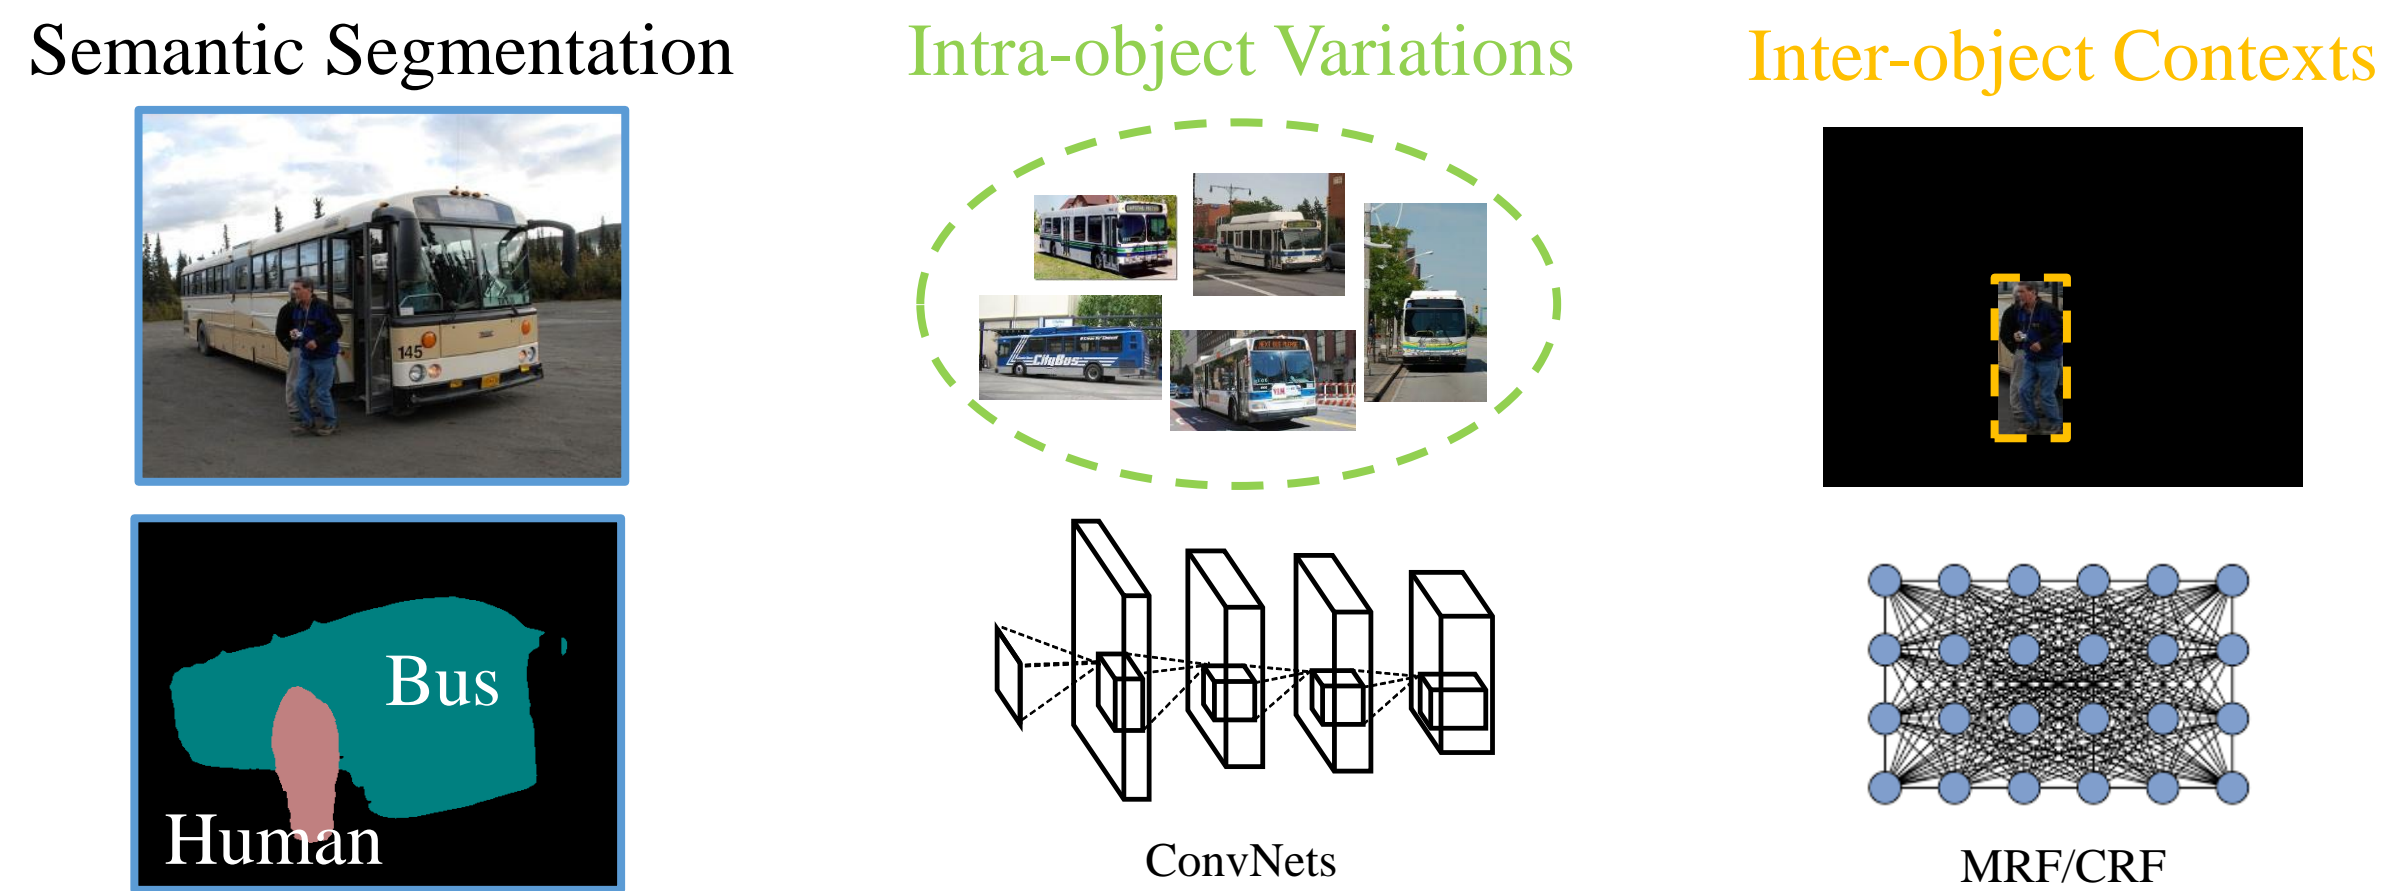 Semantic Segmentation
Intra-object Variations
Inter-object Contexts
145
CityBus
Bus
Human
ConvNets
MRF/CRF